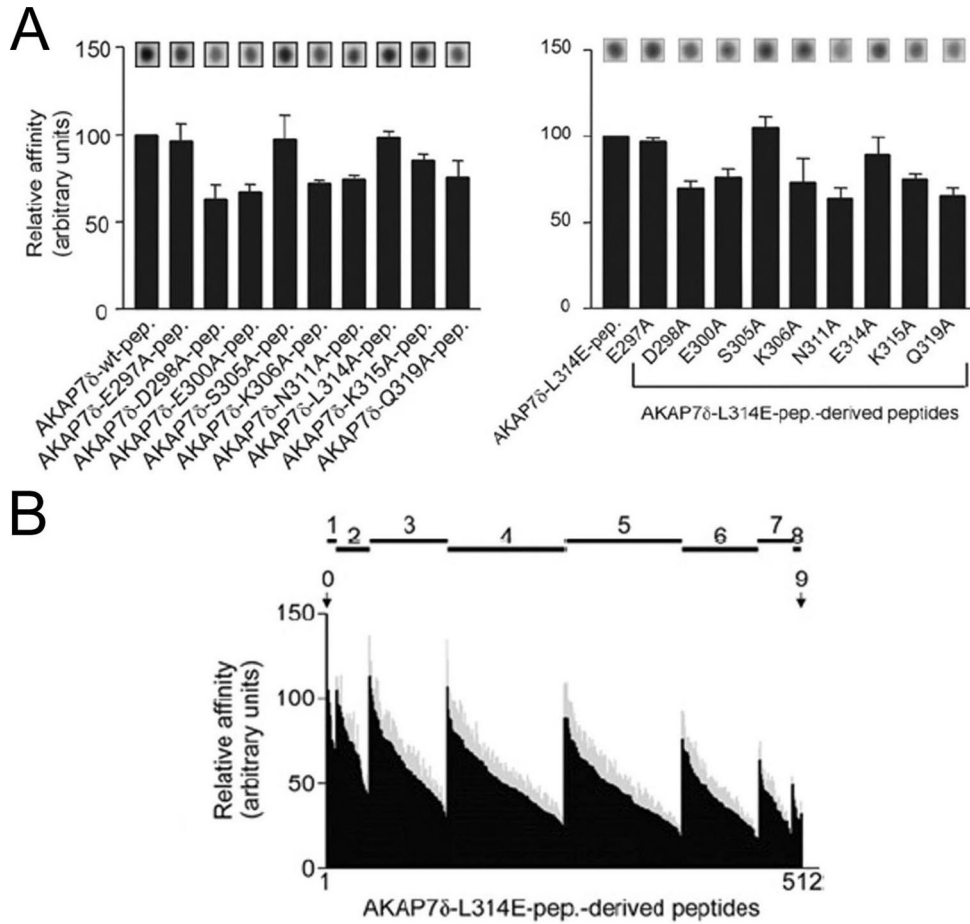 A
Relative affinity
(arbitrary units)
150
100
50
0
AKAP7δ-wt-pep.
AKAP7δ-E297A-pep.
AKAP7δ-D298A-pep.
AKAP7δ-E300A-pep.
AKAP7δ-S305A-pep.
AKAP7δ-K306A-pep.
AKAP7δ-N311A-pep.
AKAP7δ-L314A-pep.
AKAP7δ-K315A-pep.
AKAP7δ-Q319A-pep.
150
100
50
0
AKAP7δ-L314E-pep.
E297A
D298A
E300A
S305A
K306A
N311A
E314A
K315A
Q319A
AKAP7δ-L314E-pep.-derived peptides
B
1 2 3 4 5 6 7 8
0 9
Relative affinity
(arbitrary units)
150
100
50
0
1 512
AKAP7δ-L314E-pep.-derived peptides